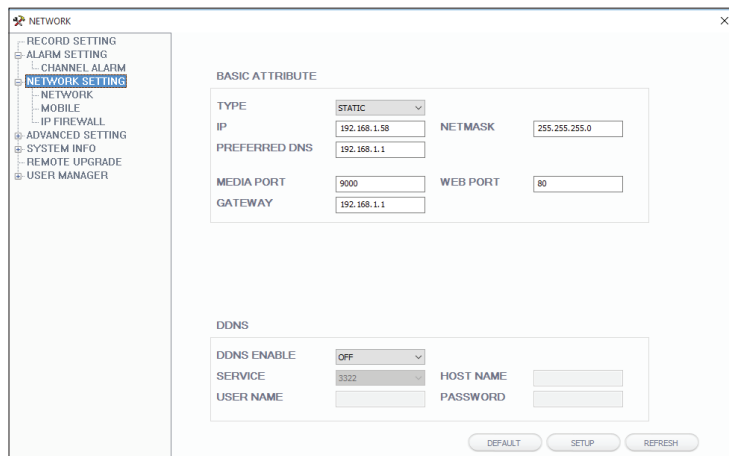 NETWORK
RECORD SETTING
ALARM SETTING
CHANNEL ALARM
NETWORK SETTING
NETWORK
MOBILE
IP FIREWALL
ADVANCED SETTING
SYSTEM INFO
REMOTE UPGRADE
USER MANAGER
BASIC ATTRIBUTE
TYPE STATIC
IP 192.168.1.58 NETMASK 255.255.255.0
PREFERRED DNS 192.168.1.1
MEDIA PORT 9000 WEB PORT 80
GATEWAY 192.168.1.1
DDNS
DDNS ENABLE OFF
SERVICE 3322 HOST NAME
USER NAME PASSWORD
DEFAULT SETUP REFRESH